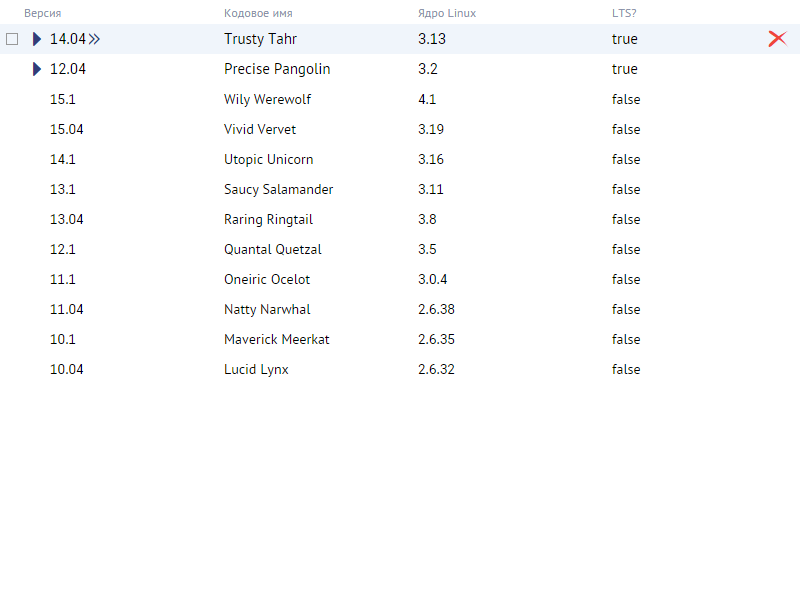 Версия Кодовое имя Ядро Linux LTS?
14.04 Trusty Tahr 3.13 true
12.04 Precise Pangolin 3.2 true
15.1 Wily Werewolf 4.1 false
15.04 Vivid Vervet 3.19 false
14.1 Utopic Unicorn 3.16 false
13.1 Saucy Salamander 3.11 false
13.04 Raring Ringtail 3.8 false
12.1 Quantal Quetzal 3.5 false
11.1 Oneiric Ocelot 3.0.4 false
11.04 Natty Narwhal 2.6.38 false
10.1 Maverick Meerkat 2.6.35 false
10.04 Lucid Lynx 2.6.32 false